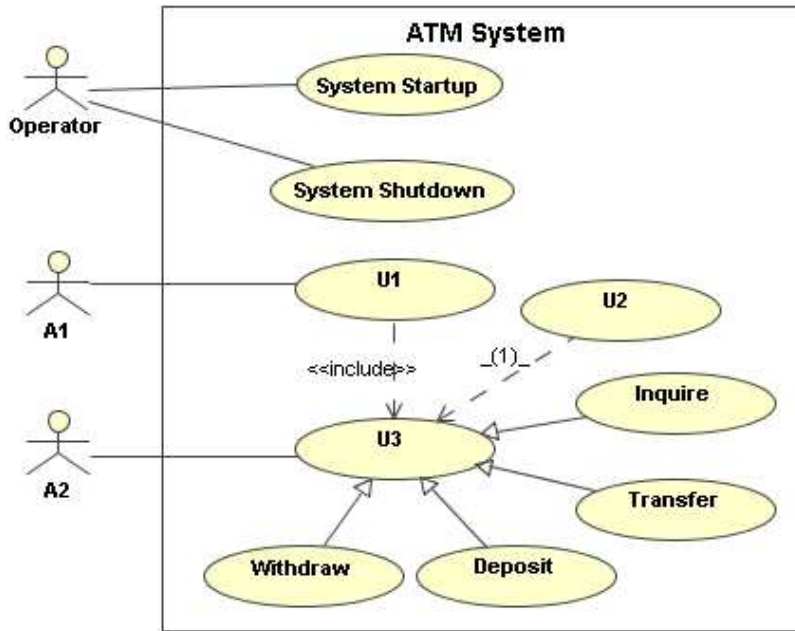 ATM System
System Startup
Operator
System Shutdown
U1
U2
A1
<<include>>
_(1)_
Inquire
U3
A2
Transfer
Withdraw
Deposit